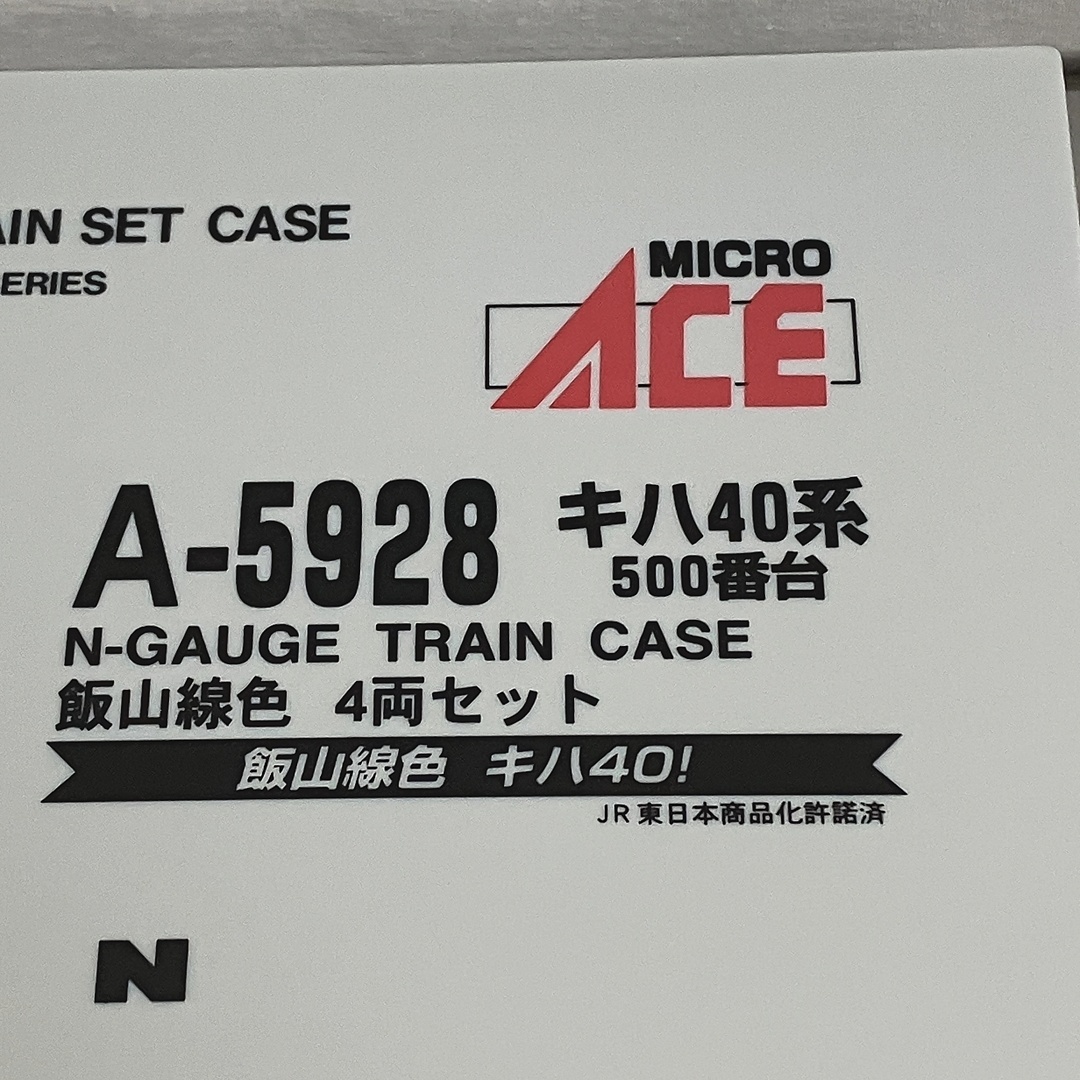 AIN SET CASE
ERIES
MICRO
ACE
A-5928 キハ40系
500番台
N-GAUGE TRAIN CASE
飯山線色 4両セット
飯山線色 キハ40!
JR東日本商品化許諾済
N